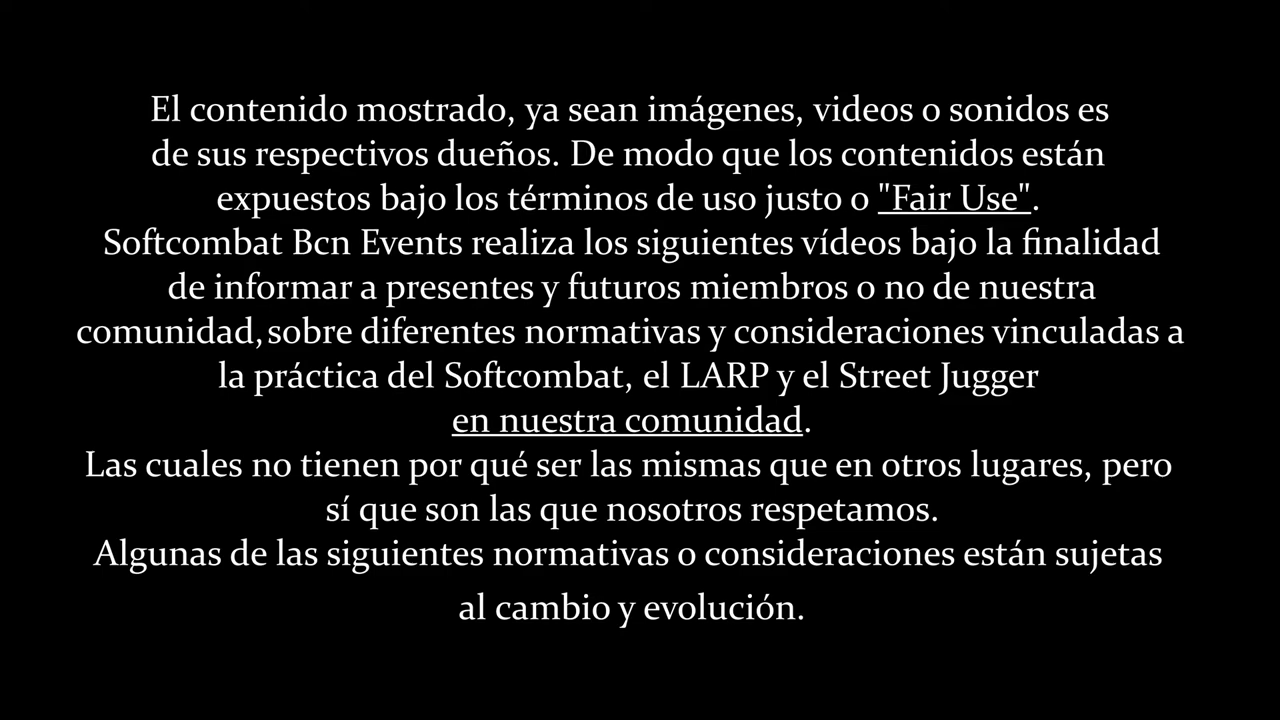 El contenido mostrado, ya sean imágenes, videos o sonidos es
de sus respectivos dueños. De modo que los contenidos están
expuestos bajo los términos de uso justo o "Fair Use".
Softcombat Bcn Events realiza los siguientes vídeos bajo la finalidad
de informar a presentes y futuros miembros o no de nuestra
comunidad, sobre diferentes normativas y consideraciones vinculadas a
la práctica del Softcombat, el LARP y el Street Jugger
en nuestra comunidad.
Las cuales no tienen por qué ser las mismas que en otros lugares, pero
sí que son las que nosotros respetamos.
Algunas de las siguientes normativas o consideraciones están sujetas
al cambio y evolución.